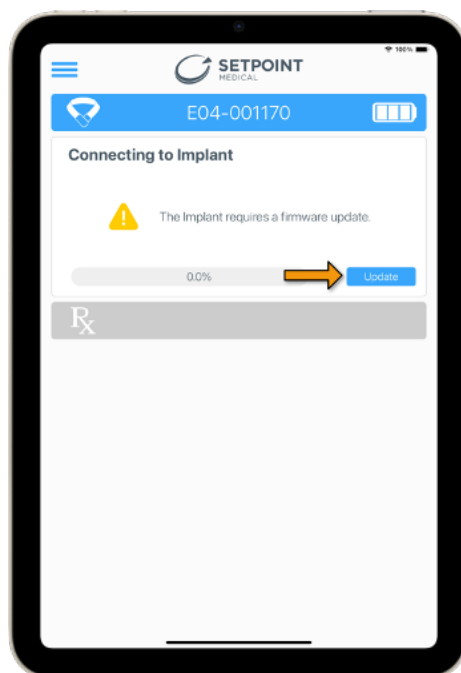 100%
SETPOINT
MEDICAL
E04-001170
Connecting to Implant
The Implant requires a firmware update.
0.0%
Update
Rx